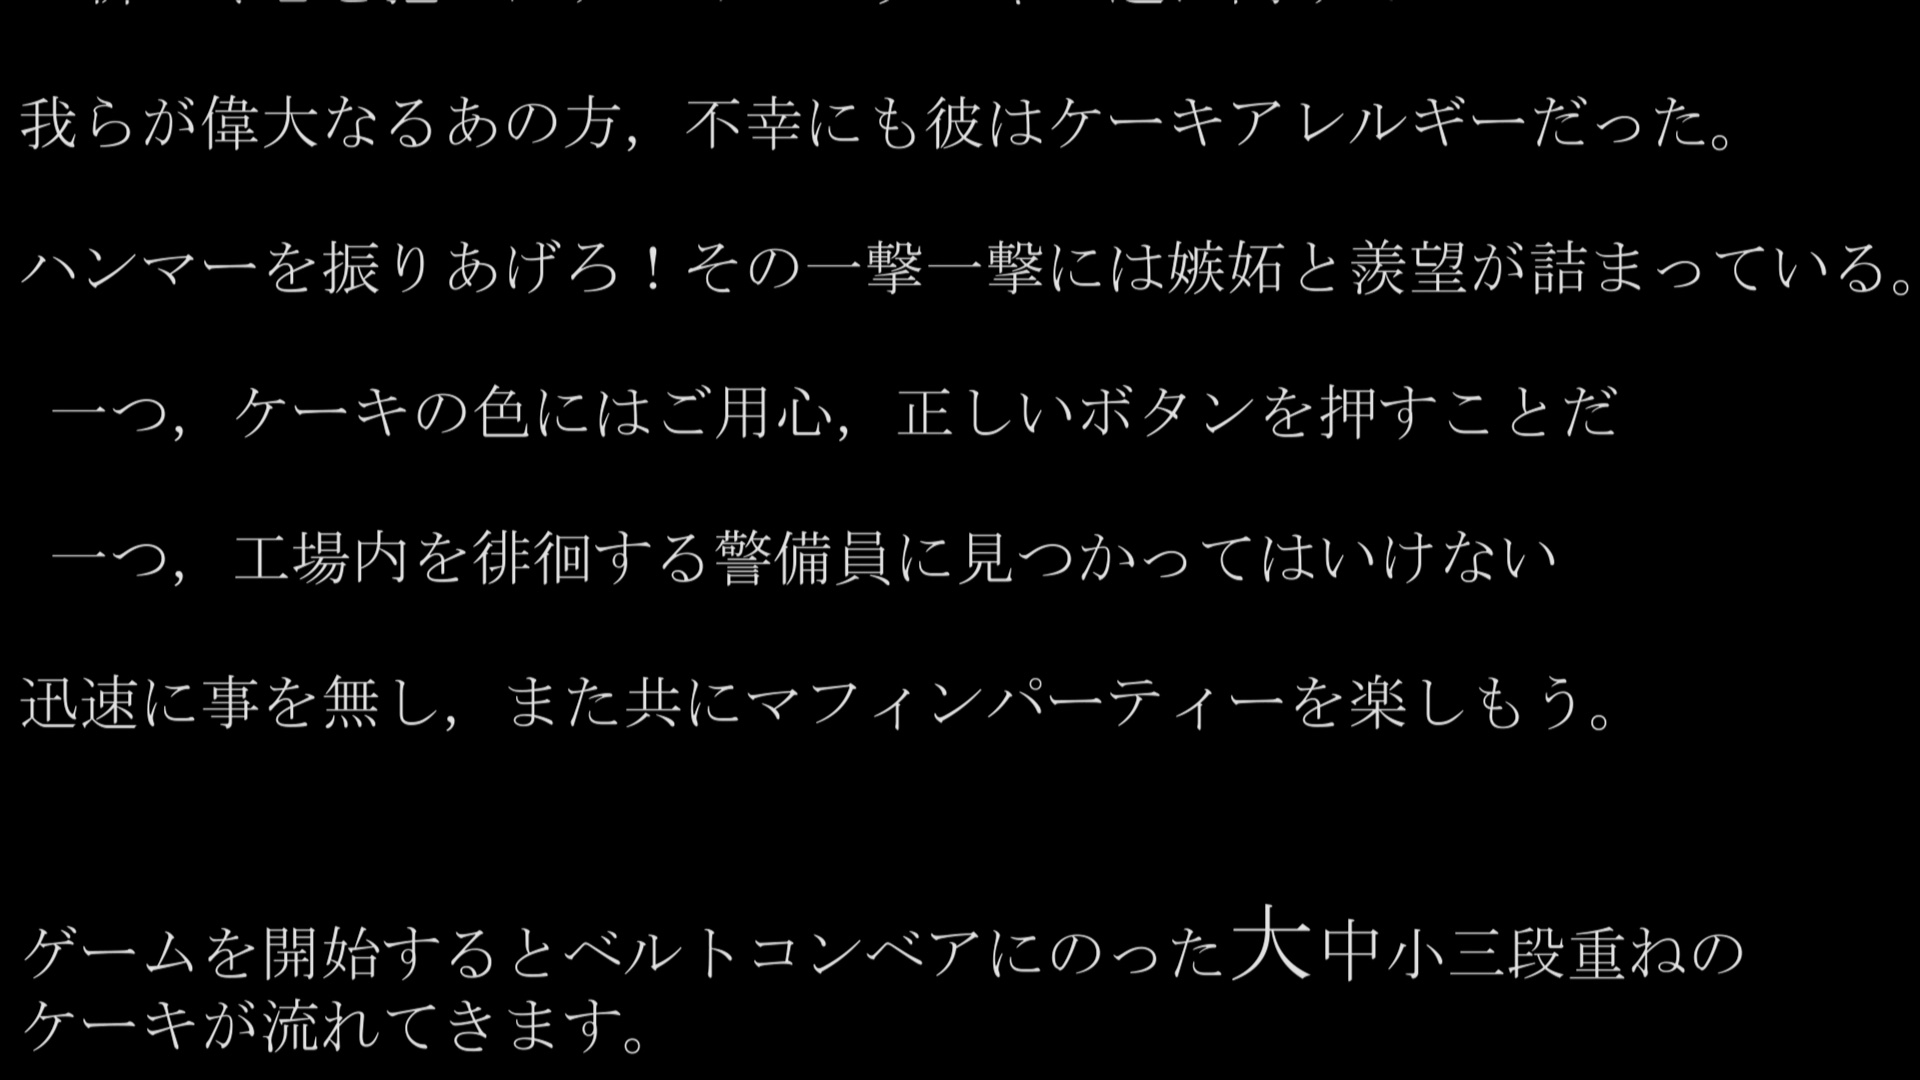 我らが偉大なるあの方，不幸にも彼はケーキアレルギーだった。
ハンマーを振りあげろ！その一撃一撃には嫉妬と羨望が詰まっている。
一つ，ケーキの色にはご用心，正しいボタンを押すことだ
一つ，工場内を徘徊する警備員に見つかってはいけない
迅速に事を無し，また共にマフィンパーティーを楽しもう。
ゲームを開始するとベルトコンベアにのった大中小三段重ねの
ケーキが流れてきます。